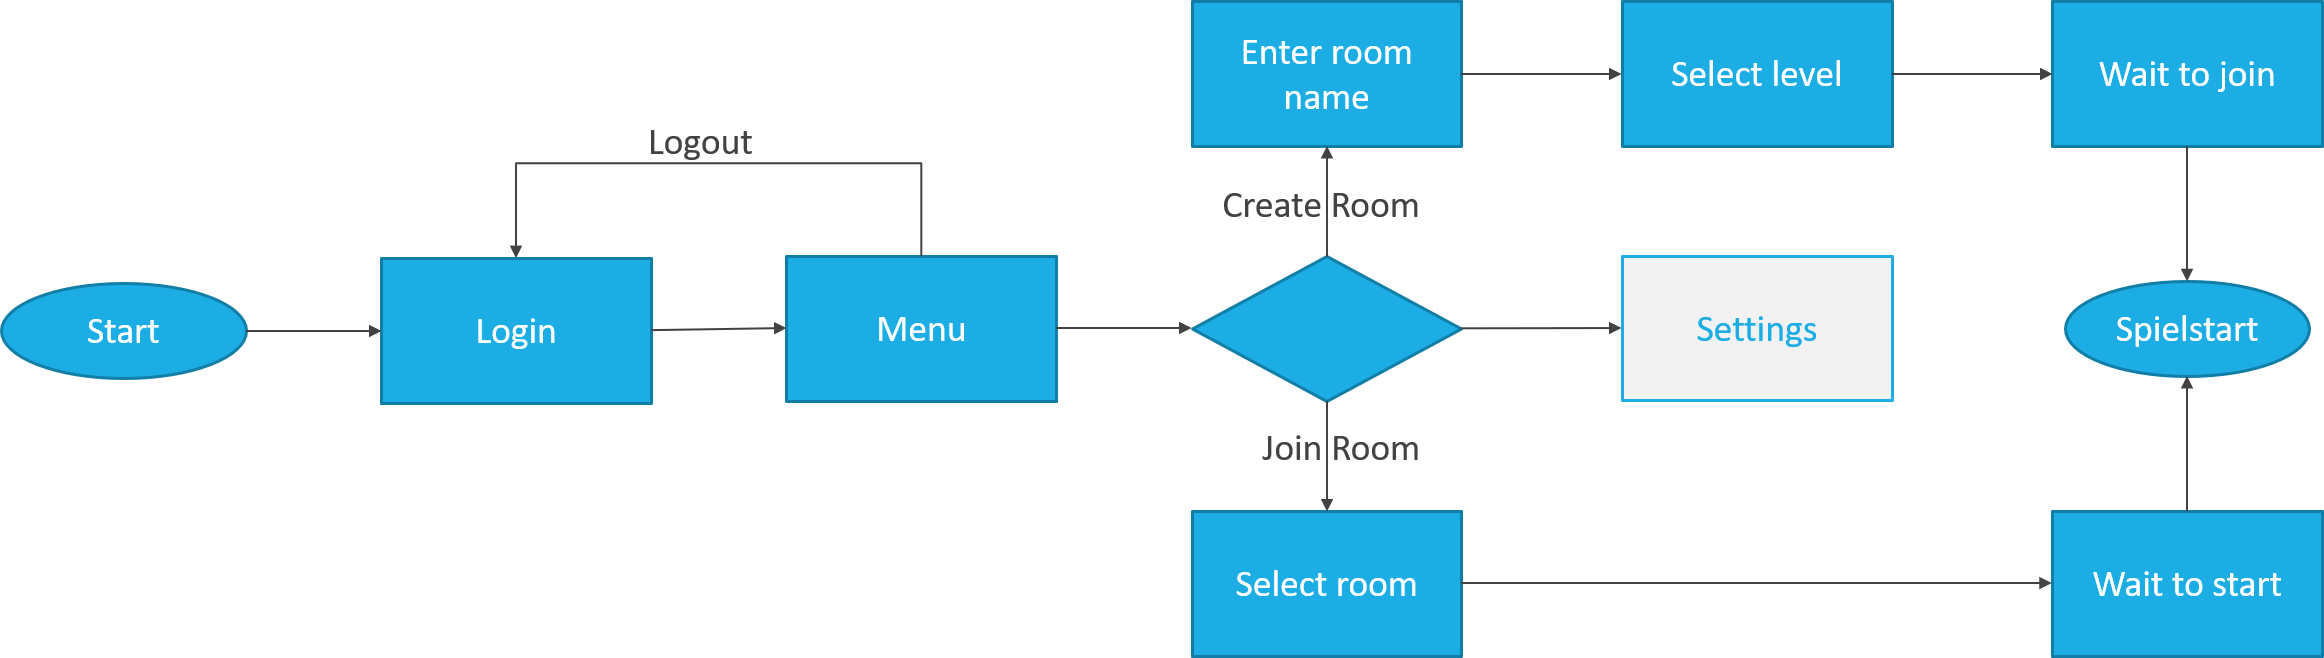 Enter room
name
Select level
Wait to join
Logout
Create Room
Start
Login
Menu
Settings
Spielstart
Join Room
Select room
Wait to start